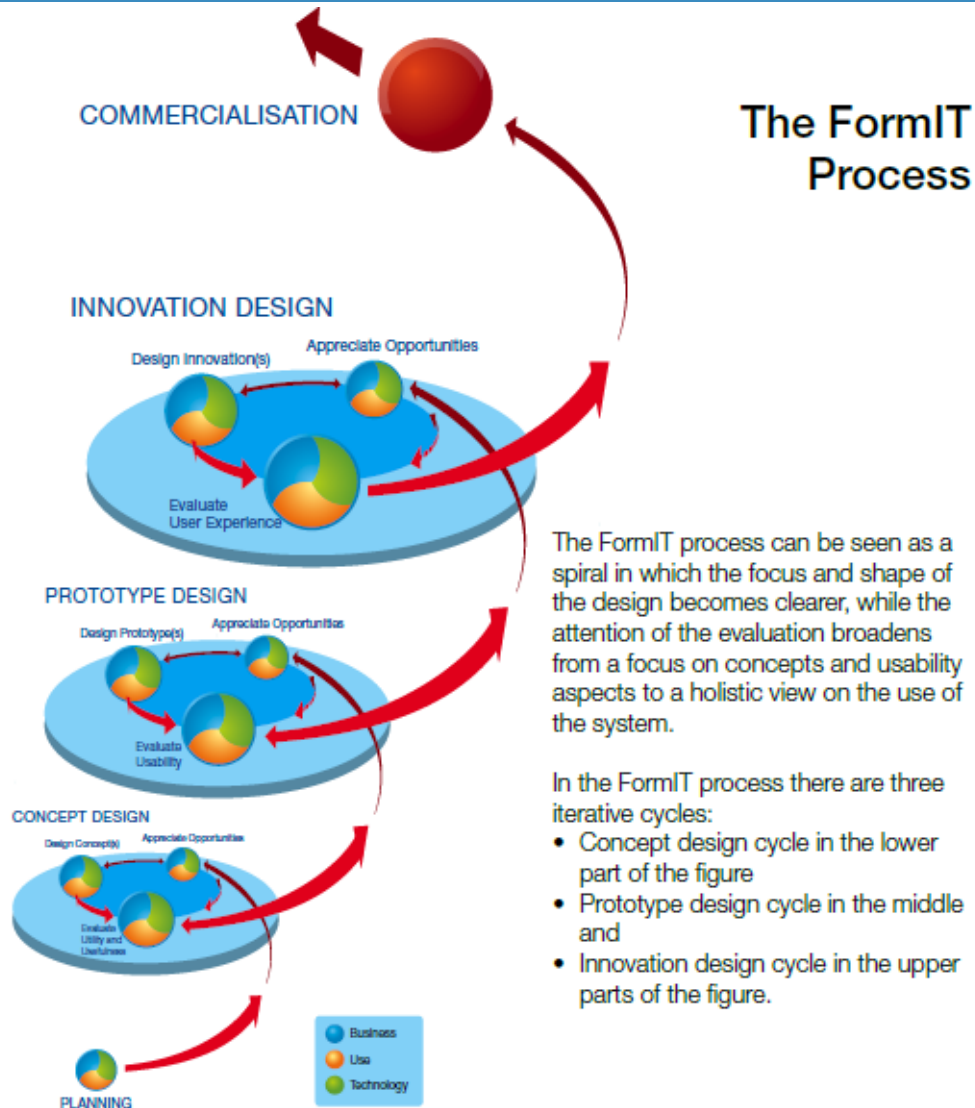 COMMERCIALISATION
The FormIT
Process
INNOVATION DESIGN
Appreciate Opportunities
Design Innovation(s)
Evaluate
User Experience
PROTOTYPE DESIGN
Appreciate Opportunities
Design Prototype(s)
Evaluate
Usability
CONCEPT DESIGN
Appreciate Opportunities
Design Concept(s)
Evaluate
Utility and
Usefulness
PLANNING
Business
Use
Technology
The FormIT process can be seen as a
spiral in which the focus and shape of
the design becomes clearer, while the
attention of the evaluation broadens
from a focus on concepts and usability
aspects to a holistic view on the use of
the system.
In the FormIT process there are three
iterative cycles:
• Concept design cycle in the lower
part of the figure
• Prototype design cycle in the middle
and
• Innovation design cycle in the upper
parts of the figure.